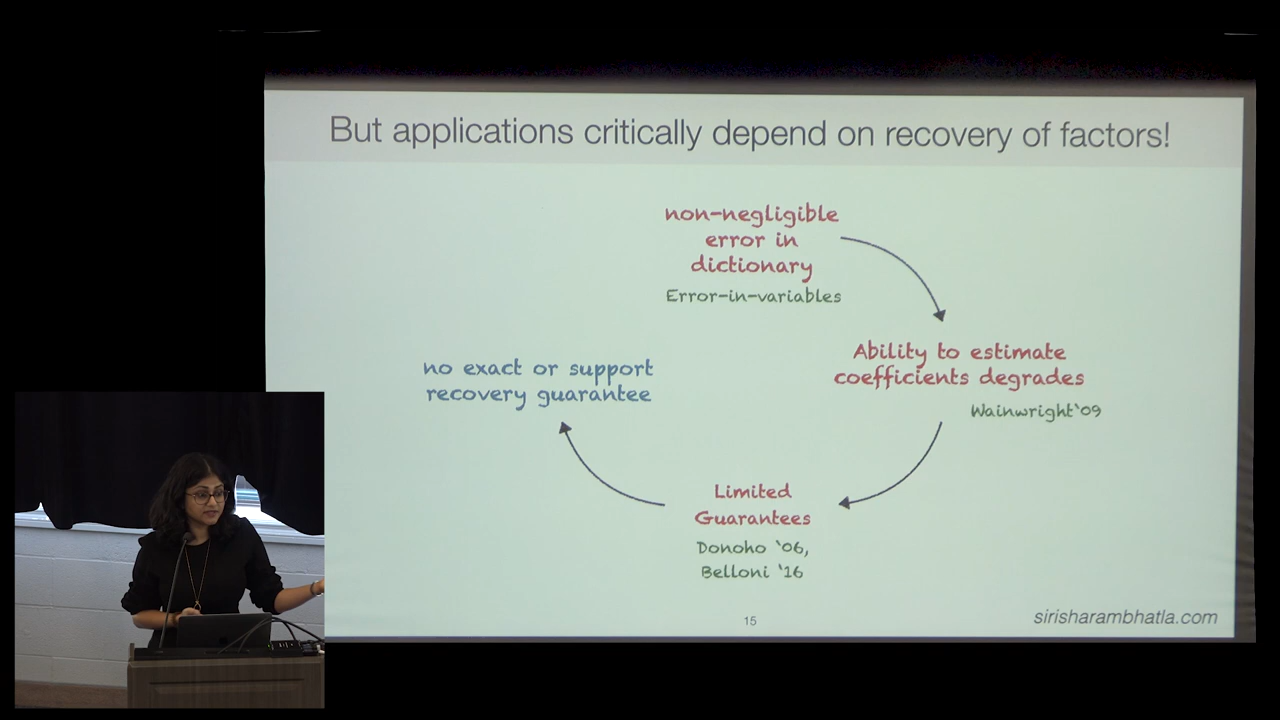 But applications critically depend on recovery of factors!
non-negligible
error in
dictionary
Error-in-variables
Ability to estimate
coefficients degrades
Wainwright`09
no exact or support
recovery guarantee
Limited
Guarantees
Donoho `06,
Belloni `16
15
sirisharambhatla.com